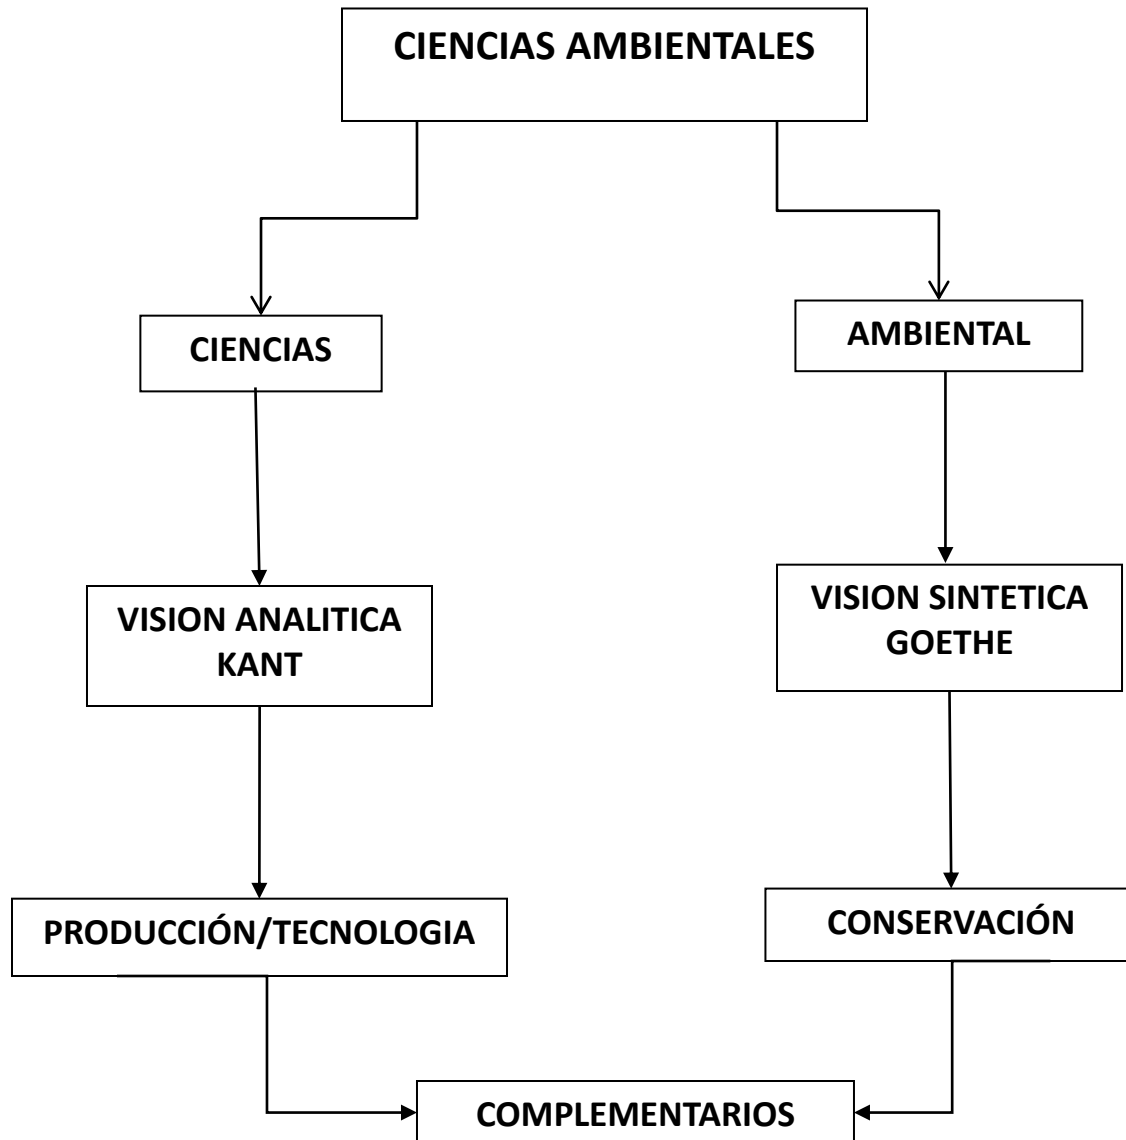 CIENCIAS AMBIENTALES
CIENCIAS
AMBIENTAL
VISION ANALITICA
KANT
VISION SINTETICA
GOETHE
PRODUCCIÓN/TECNOLOGIA
CONSERVACIÓN
COMPLEMENTARIOS